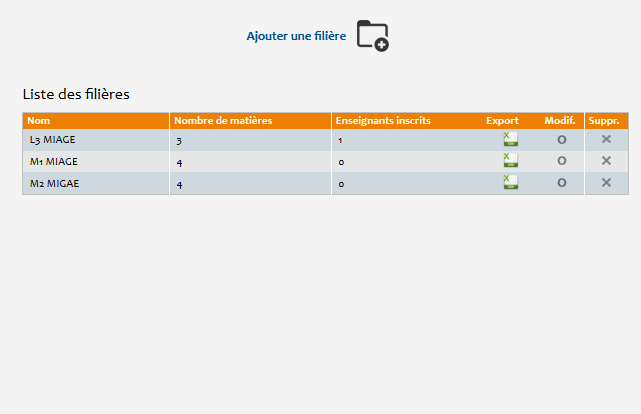 Ajouter une filière
Liste des filières
Nom Nombre de matières Enseignants inscrits Export Modif. Suppr.
L3 MIAGE 3 1
M1 MIAGE 4 0
M2 MIGAE 4 0